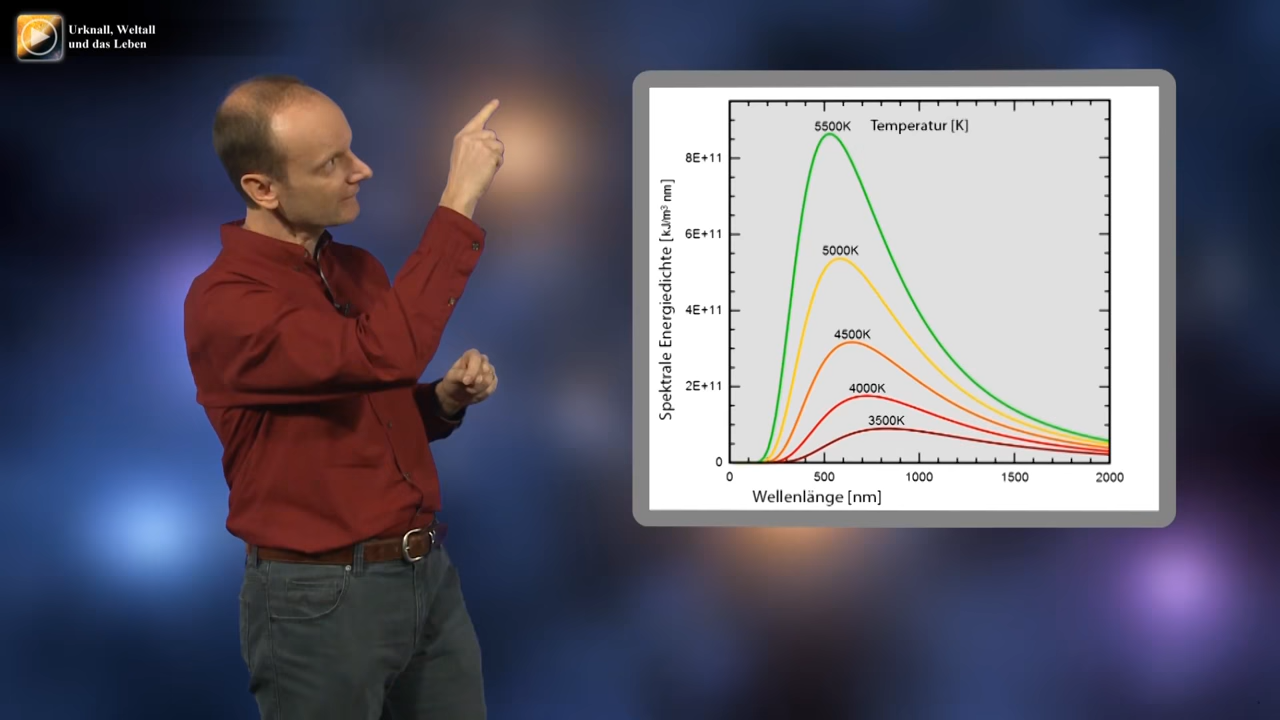 Urknall, Weltall
und das Leben
5500K
Temperatur [K]
8E+11
6E+11
5000K
4E+11
4500K
2E+11
4000K
3500K
0
0
500
1000
1500
2000
Spektrale Energiedichte [kJ/m³ nm]
Wellenlänge [nm]